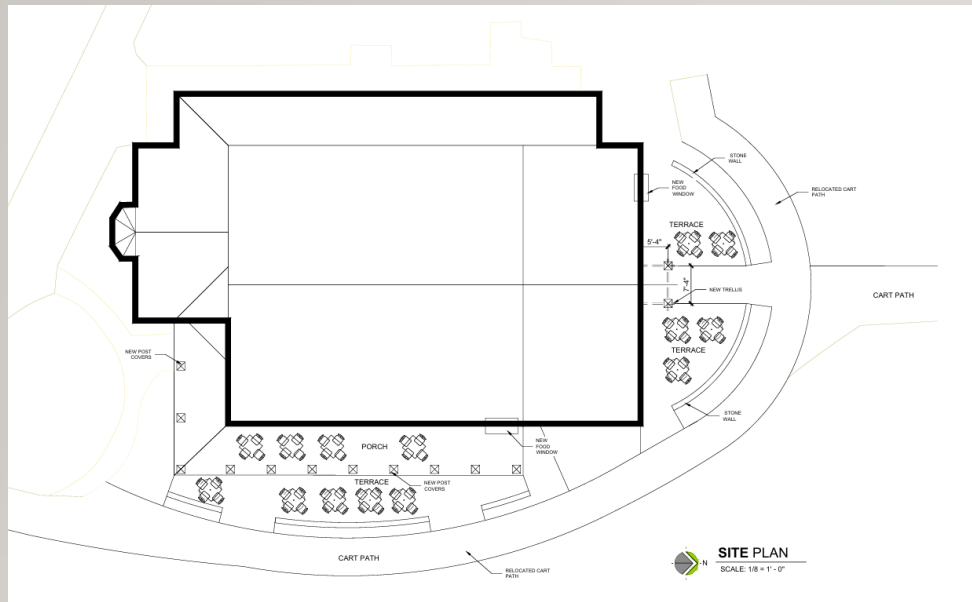 STONE
WALL
NEW
FOOD
WINDOW
RELOCATED CART
PATH
TERRACE
5'-4"
7'-4"
NEW TRELLIS
CART PATH
TERRACE
NEW POST
COVERS
STONE
WALL
PORCH
NEW
FOOD
WINDOW
TERRACE
NEW POST
COVERS
CART PATH
RELOCATED CART
PATH
N
SITE PLAN
SCALE: 1/8 = 1' - 0"